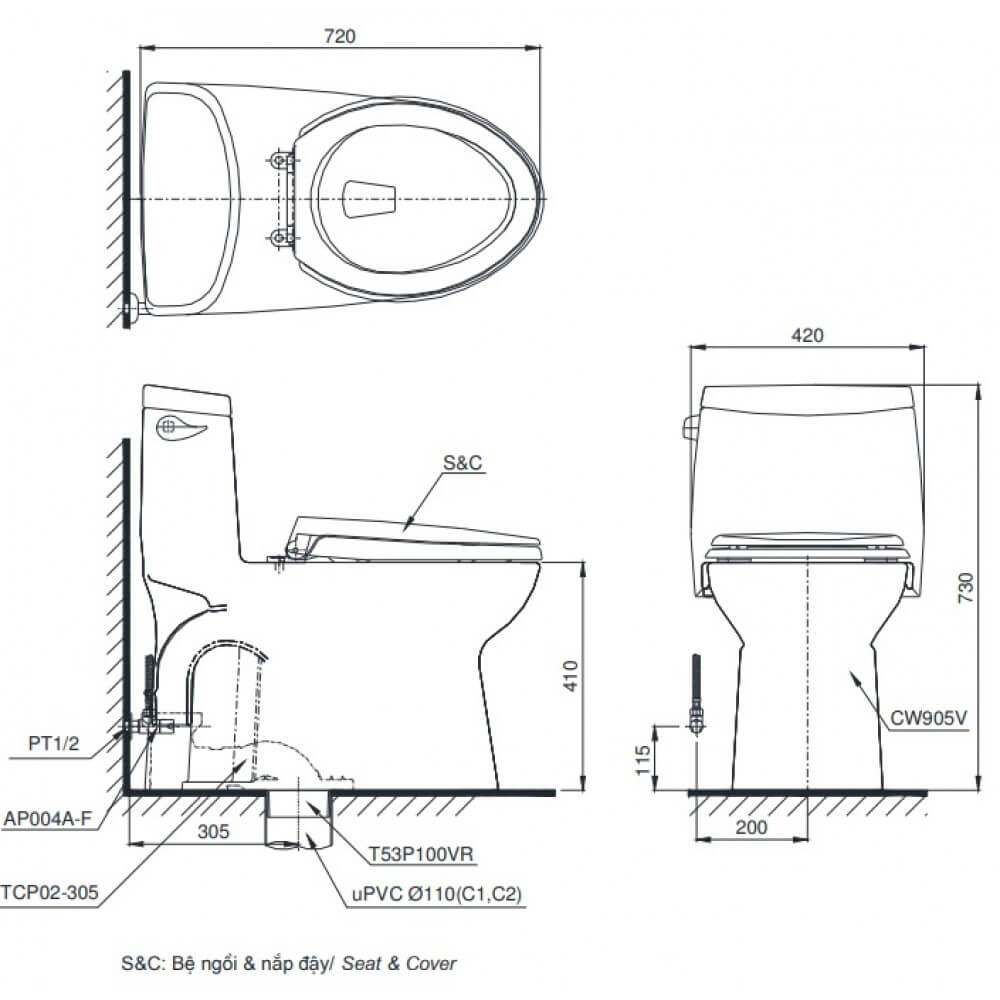 720
420
S&C
730
410
CW905V
PT1/2
115
AP004A-F
305
200
T53P100VR
TCP02-305
uPVC Ø110(C1,C2)
S&C: Bệ ngồi & nắp đậy/ Seat & Cover